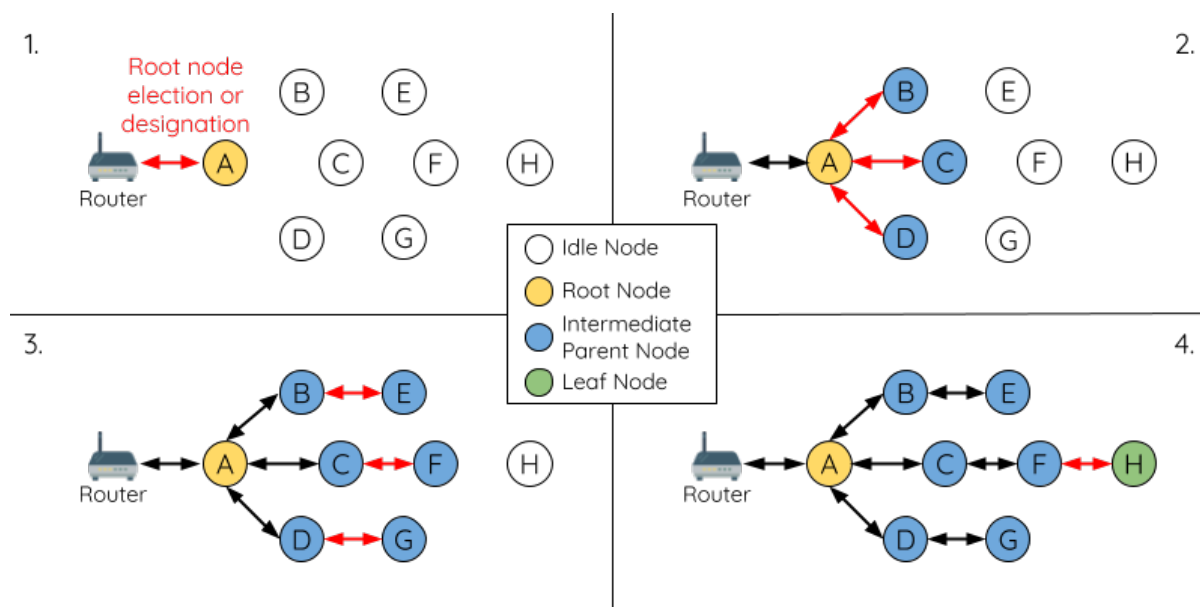 1.
Root node
election or
designation
B
E
A
C
F
H
Router
D
G
2.
B
E
A
C
F
H
Router
D
G
Idle Node
Root Node
Intermediate
Parent Node
Leaf Node
3.
B
E
A
C
F
H
Router
D
G
4.
B
E
A
C
F
H
Router
D
G